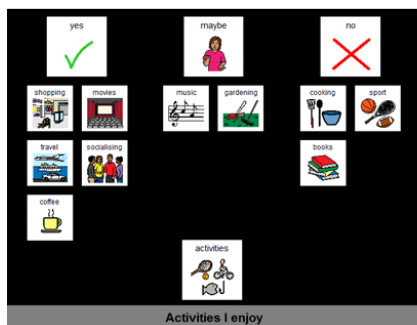 yes maybe no
shopping movies music gardening cooking sport
travel socialising books
coffee
activities
Activities I enjoy